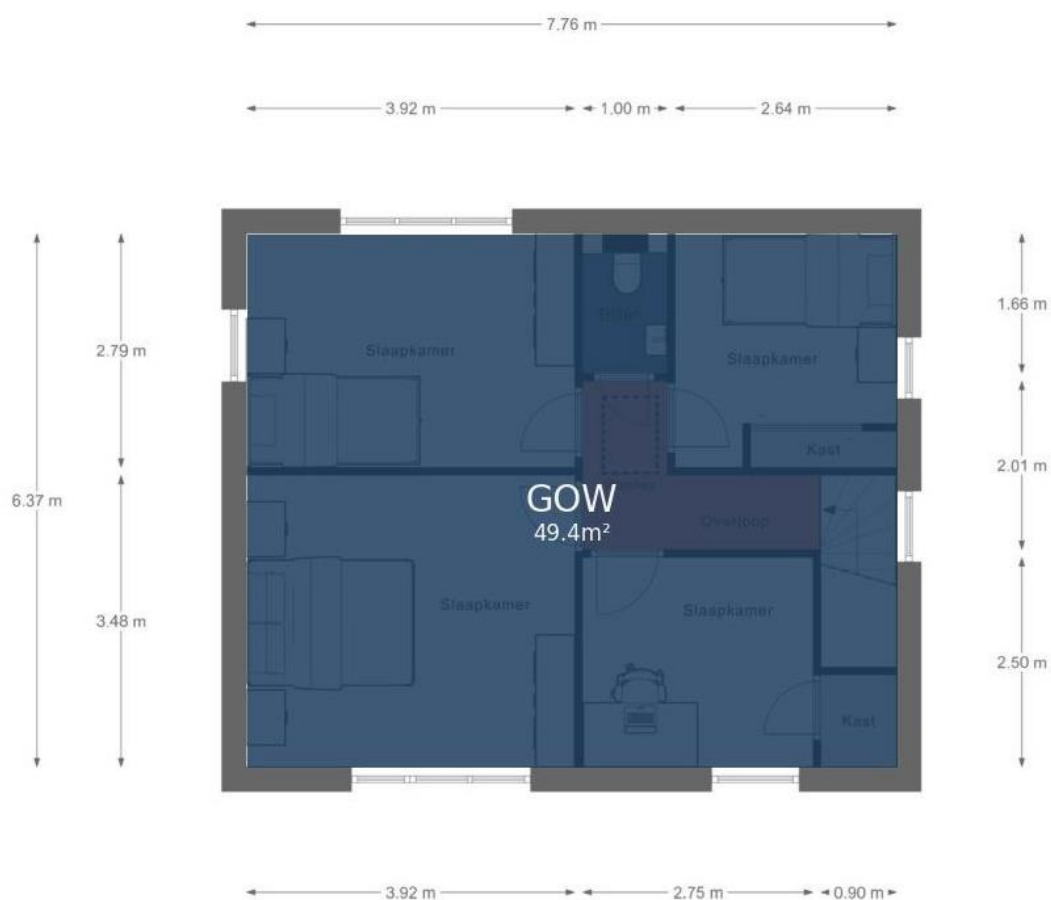 7.76 m
3.92 m
1.00 m
2.64 m
6.37 m
2.79 m
3.48 m
1.66 m
2.01 m
2.50 m
Slaapkamer
Toilet
Slaapkamer
Kast
GOW
49.4m²
Overloop
Slaapkamer
Slaapkamer
Kast
3.92 m
2.75 m
0.90 m